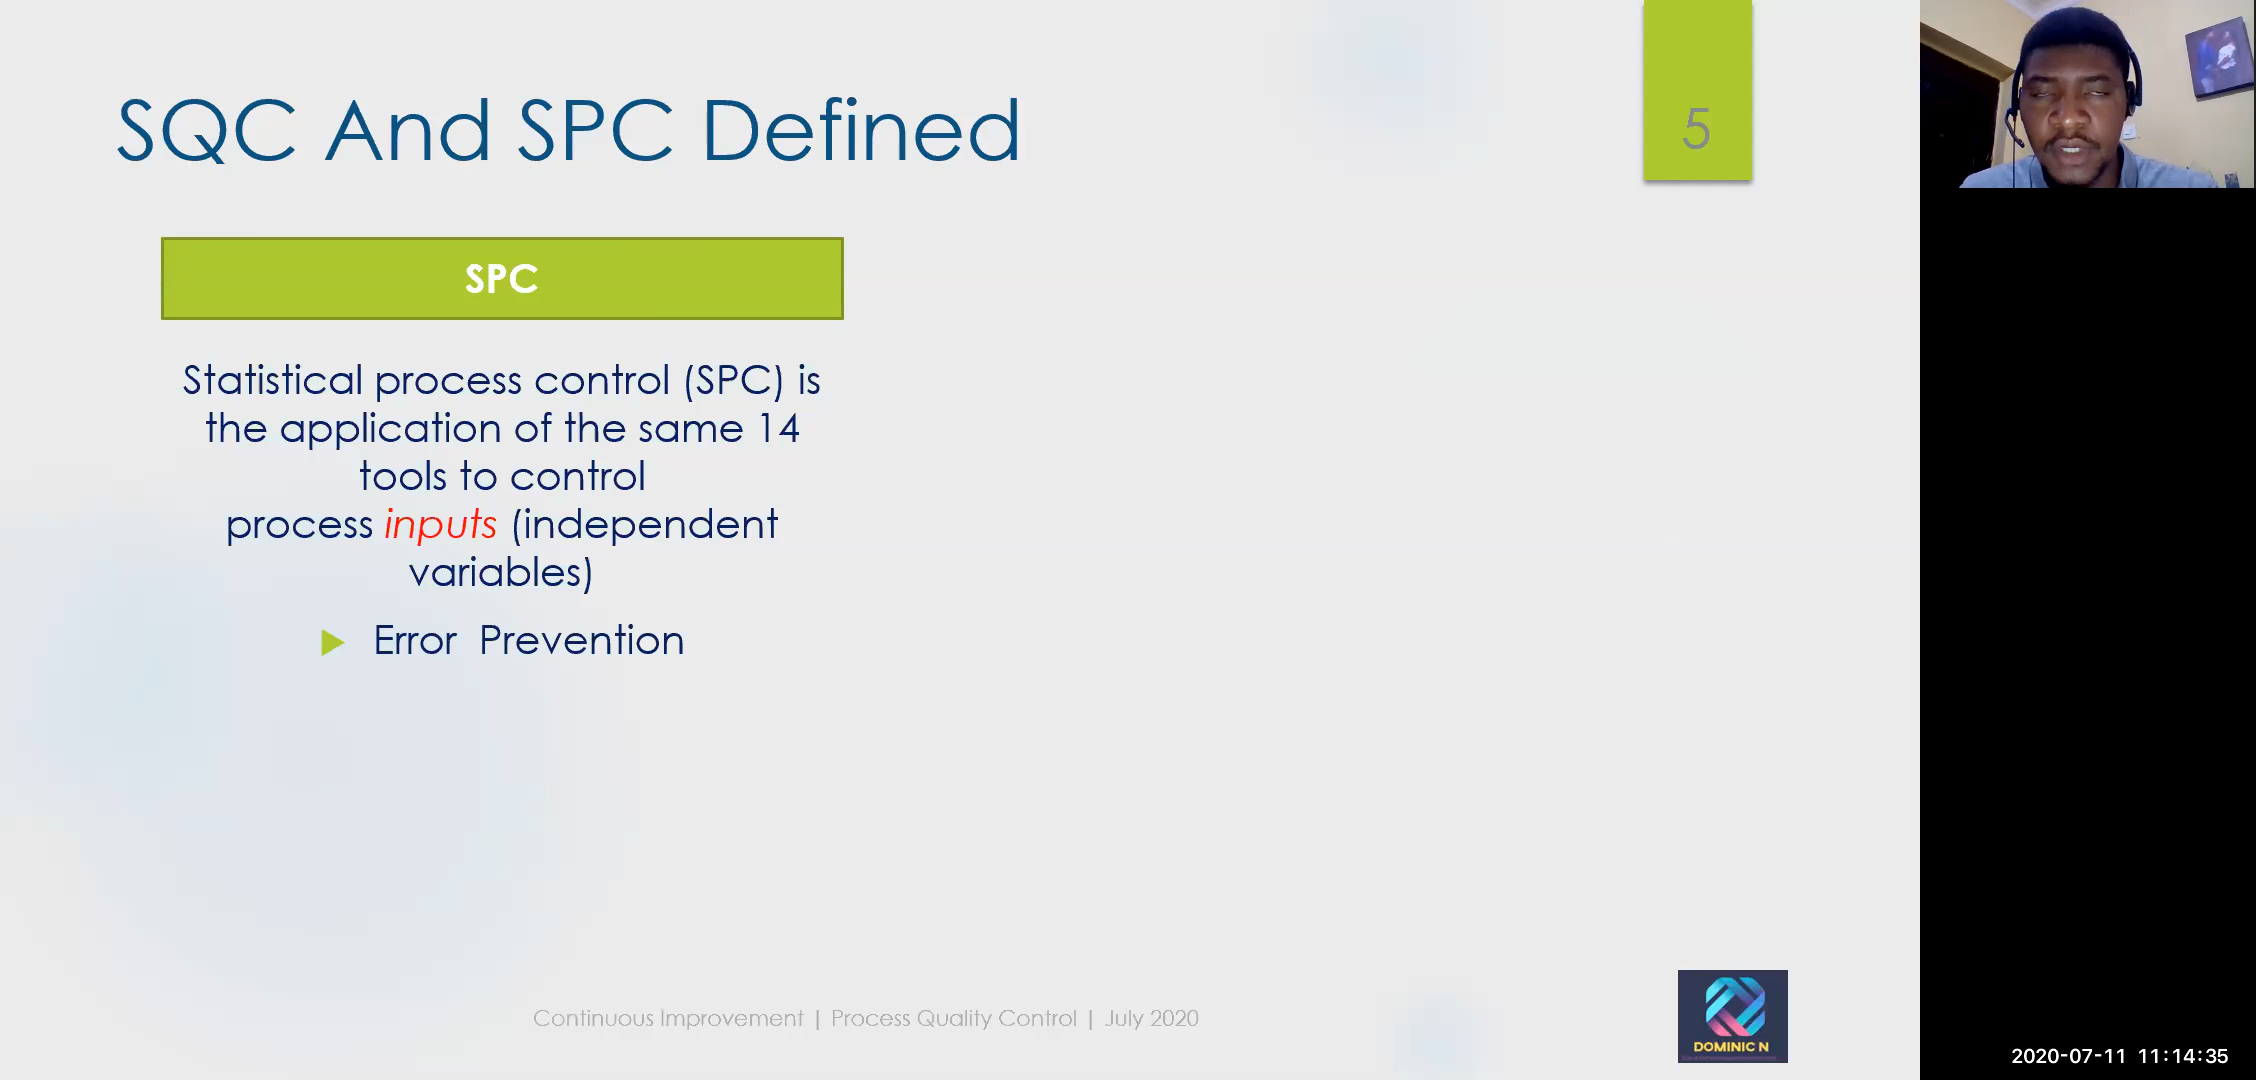 SQC And SPC Defined
5
SPC
Statistical process control (SPC) is
the application of the same 14
tools to control
process inputs (independent
variables)
Error  Prevention
Continuous Improvement | Process Quality Control | July 2020
DOMINIC N
2020-07-11 11:14:35